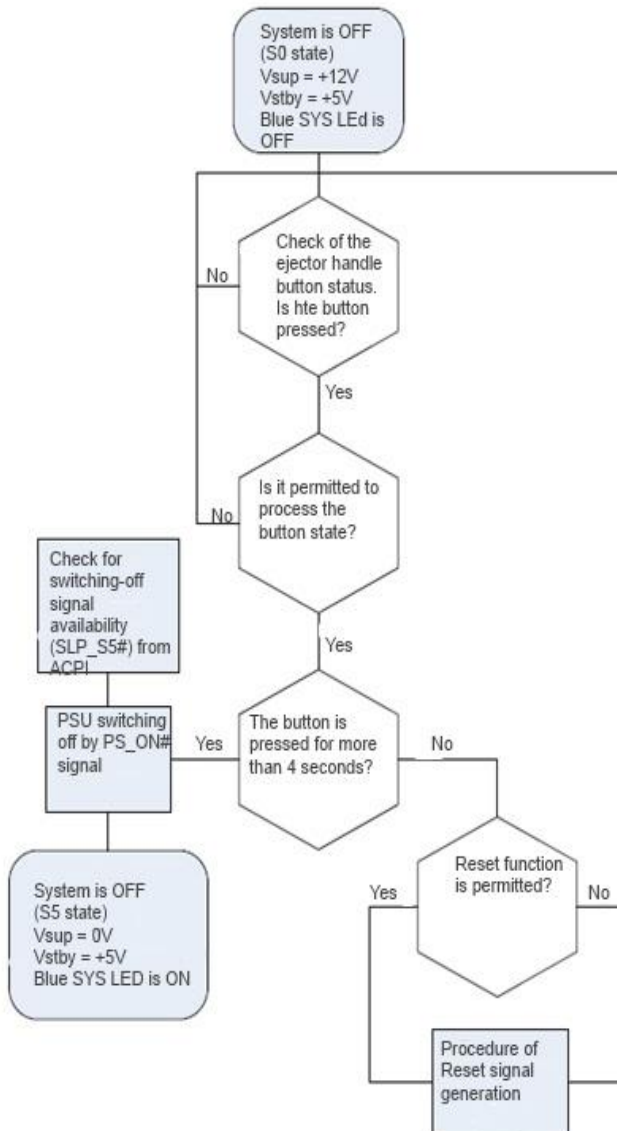 System is OFF
(S0 state)
Vsup = +12V
Vstby = +5V
Blue SYS LEd is
OFF
Check of the
ejector handle
button status.
Is hte button
pressed?
No
Yes
Is it permitted to
process the
button state?
No
Yes
Check for
switching-off
signal
availability
(SLP_S5#) from
ACPI
PSU switching
off by PS_ON#
signal
Yes
The button is
pressed for more
than 4 seconds?
No
System is OFF
(S5 state)
Vsup = 0V
Vstby = +5V
Blue SYS LED is ON
Reset function
is permitted?
Yes
No
Procedure of
Reset signal
generation